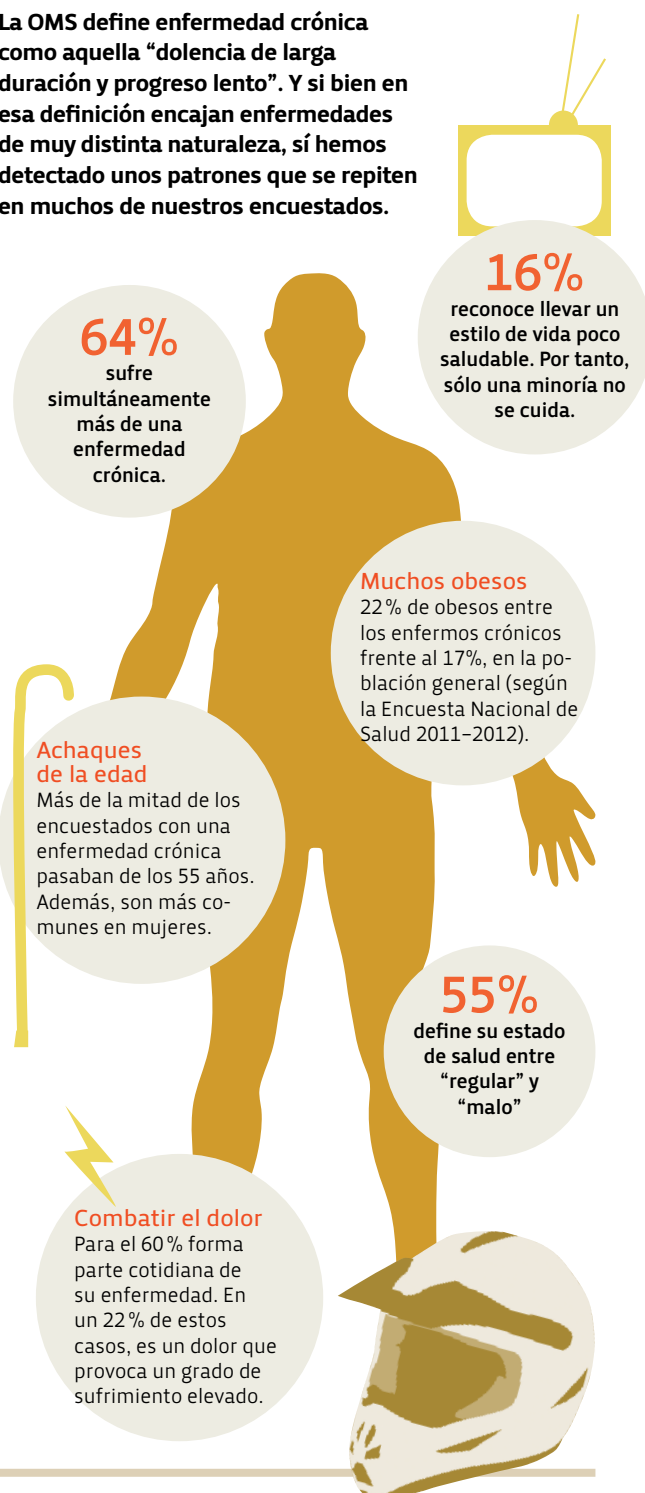 La OMS define enfermedad crónica
como aquella “dolencia de larga
duración y progreso lento”. Y si bien en
esa definición encajan enfermedades
de muy distinta naturaleza, sí hemos
detectado unos patrones que se repiten
en muchos de nuestros encuestados.
16%
reconoce llevar un
estilo de vida poco
saludable. Por tanto,
sólo una minoría no
se cuida.
64%
sufre
simultáneamente
más de una
enfermedad
crónica.
Muchos obesos
22% de obesos entre
los enfermos crónicos
frente al 17%, en la po-
blación general (según
la Encuesta Nacional de
Salud 2011–2012).
Achaques
de la edad
Más de la mitad de los
encuestados con una
enfermedad crónica
pasaban de los 55 años.
Además, son más co-
munes en mujeres.
55%
define su estado
de salud entre
“regular” y
“malo”
Combatir el dolor
Para el 60% forma
parte cotidiana de
su enfermedad. En
un 22% de estos
casos, es un dolor que
provoca un grado de
sufrimiento elevado.